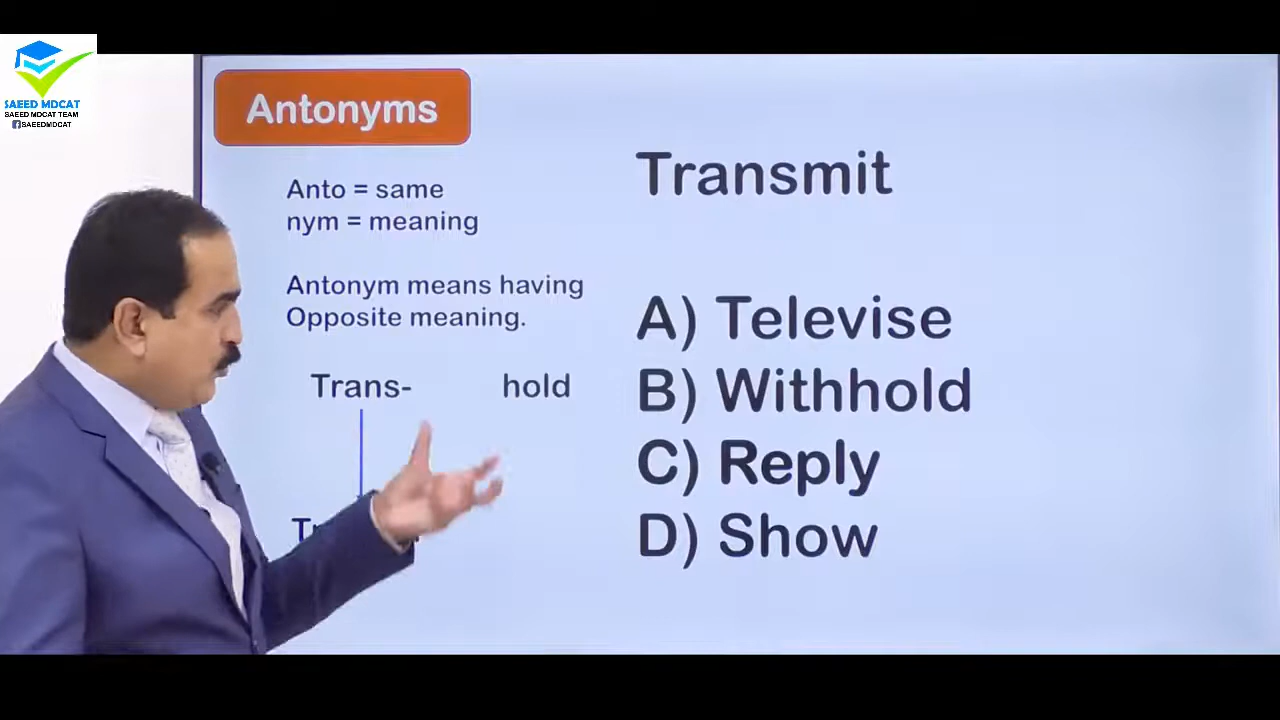 SAEED MDCAT
SAEED MDCAT TEAM
SAEEDMDCAT
Antonyms
Anto = same
nym = meaning
Antonym means having
Opposite meaning.
Trans- hold
Transmit
A) Televise
B) Withhold
C) Reply
D) Show